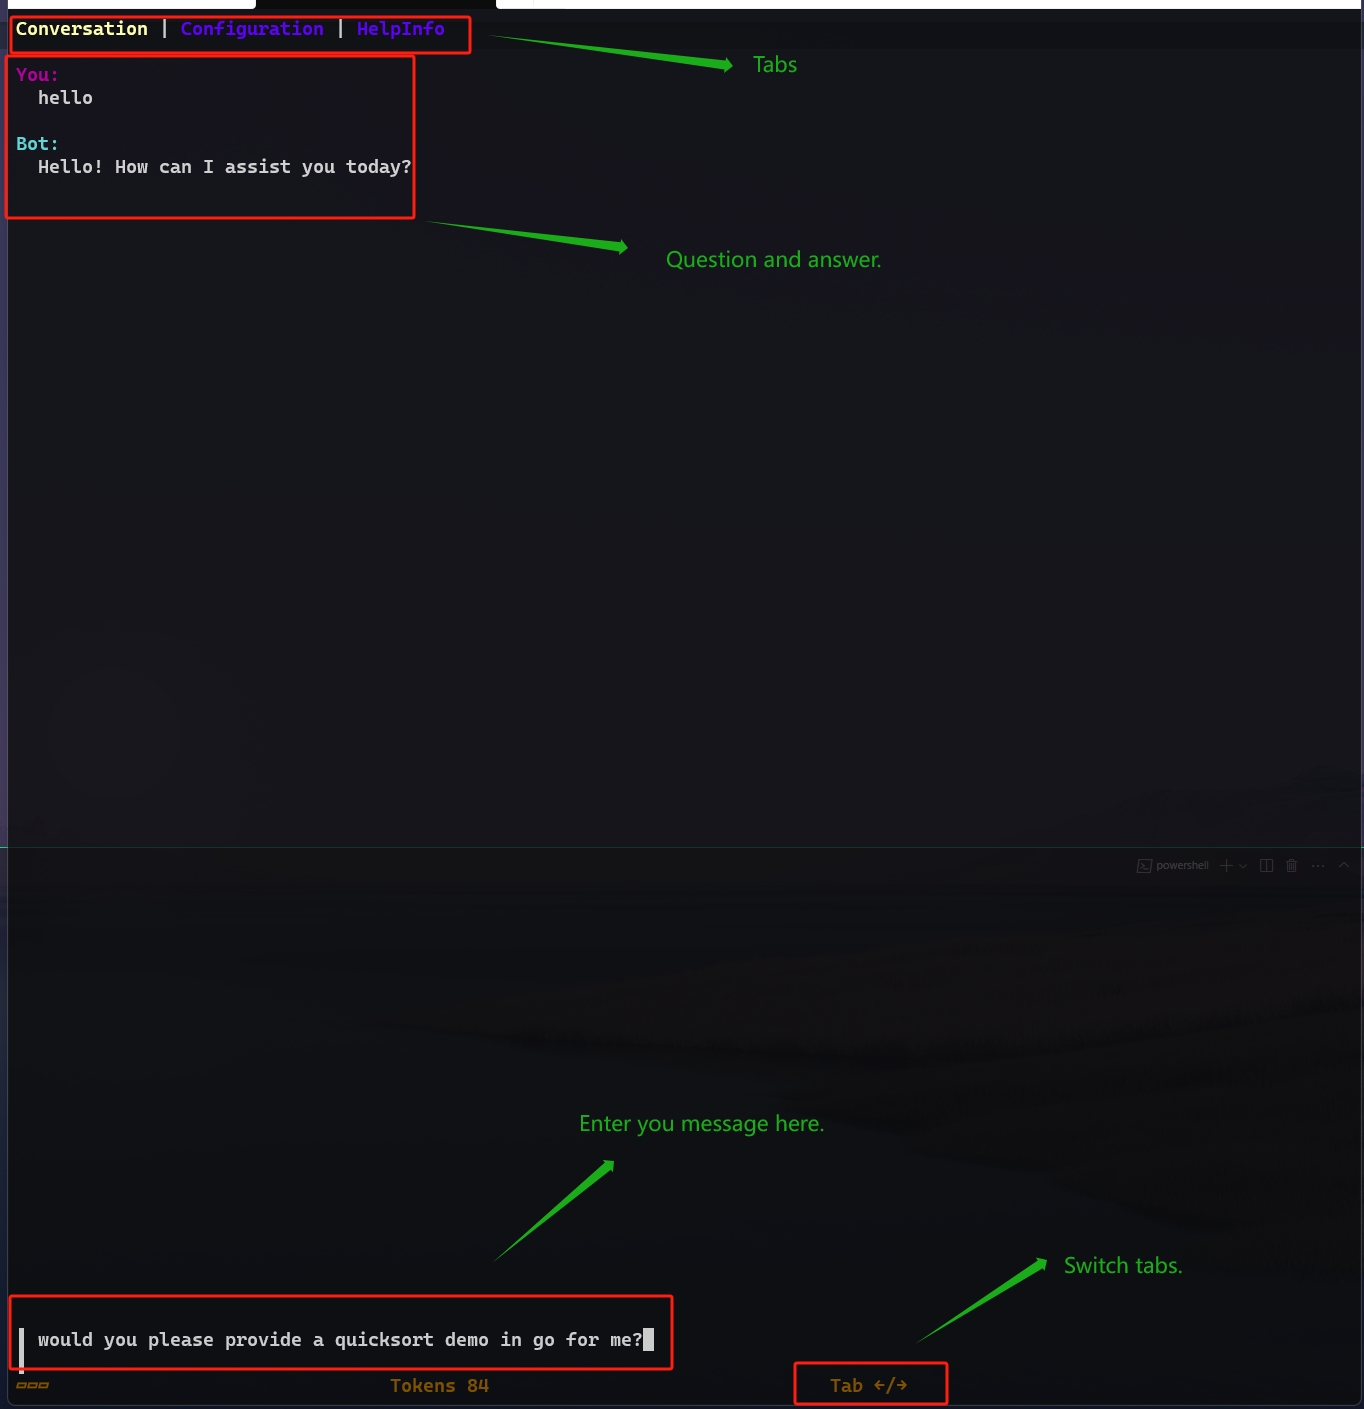 Conversation | Configuration | HelpInfo
Tabs
You:
hello
Bot:
Hello! How can I assist you today?
Question and answer.
powershell
Enter you message here.
Switch tabs.
would you please provide a quicksort demo in go for me?
Tokens 84
Tab ←/→